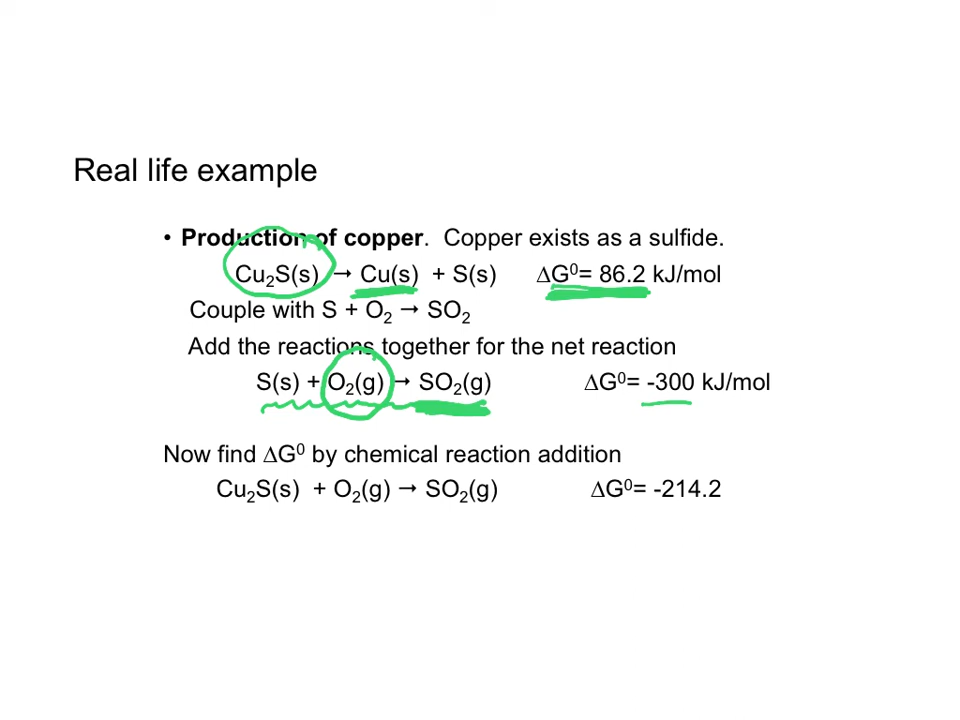 Real life example
• Production of copper. Copper exists as a sulfide.
Cu₂S(s) → Cu(s) + S(s) ΔG⁰= 86.2 kJ/mol
Couple with S + O₂ → SO₂
Add the reactions together for the net reaction
S(s) + O₂(g) → SO₂(g) ΔG⁰= -300 kJ/mol
Now find ΔG⁰ by chemical reaction addition
Cu₂S(s) + O₂(g) → SO₂(g) ΔG⁰= -214.2